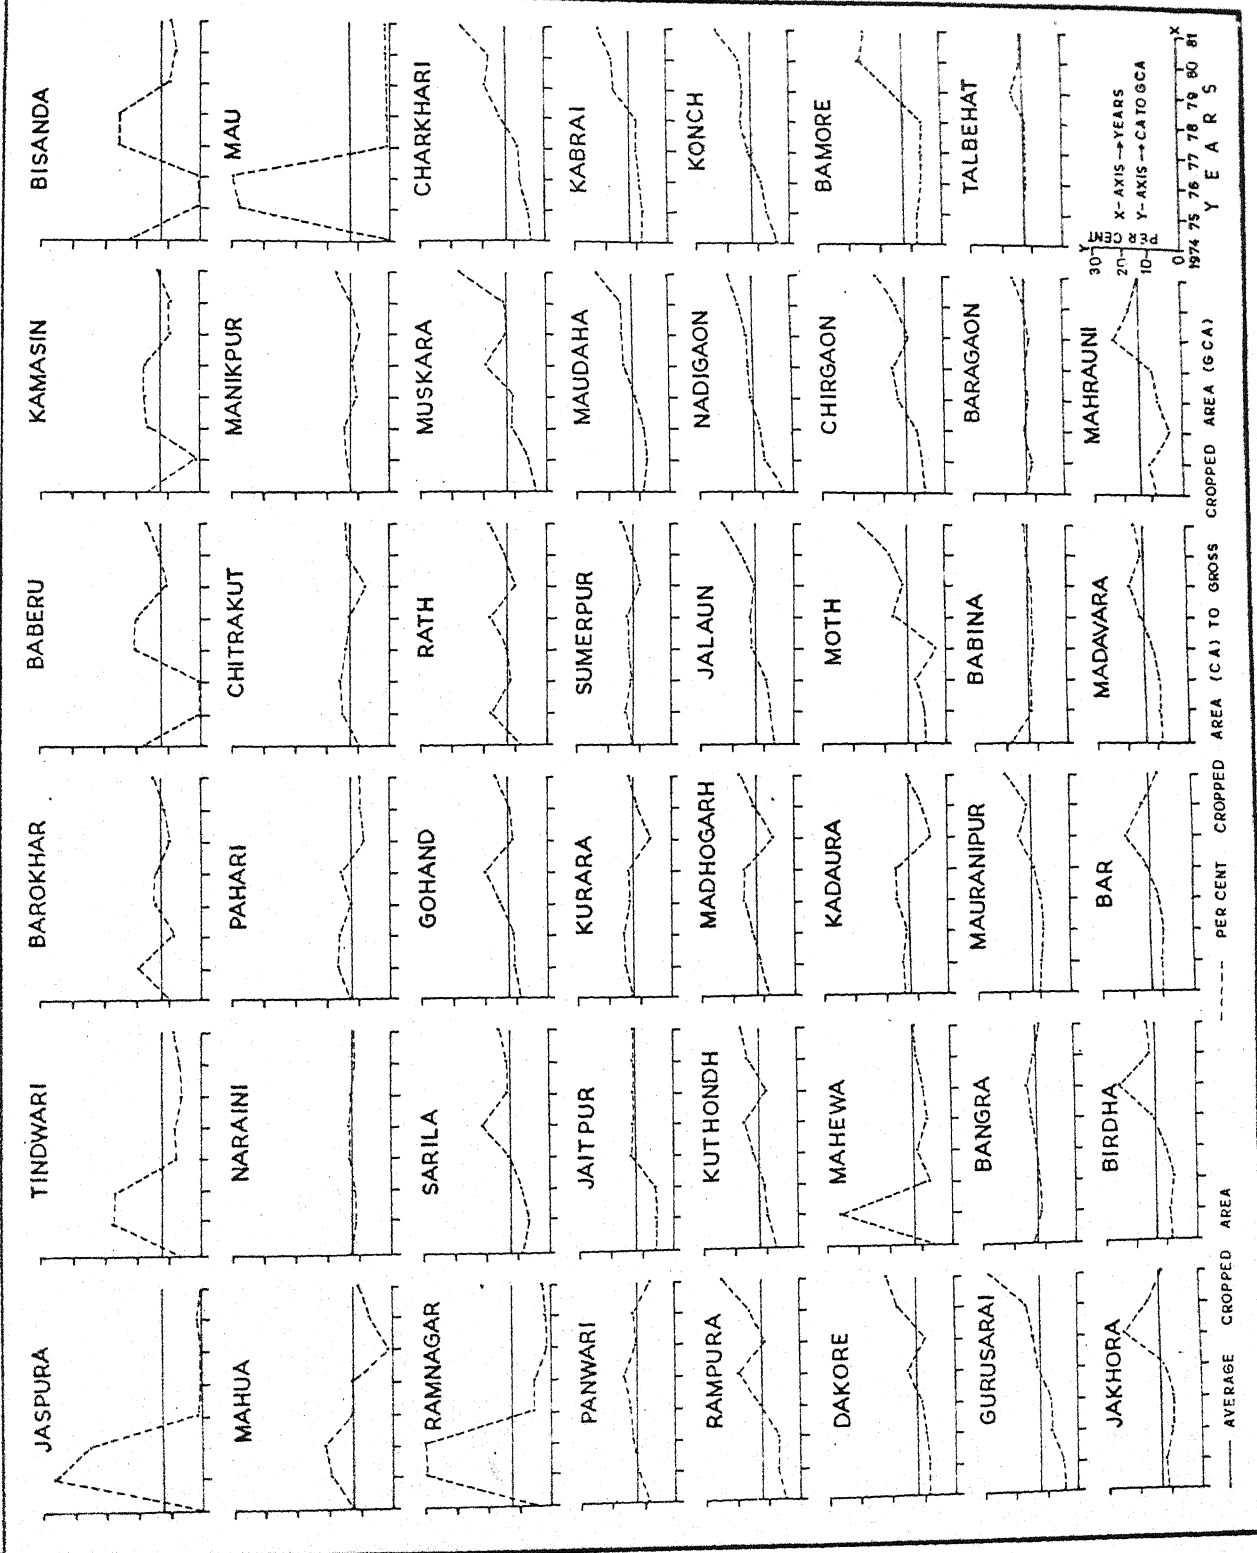 JASPURA
TINDWARI
BAROKHAR
BABERU
KAMASIN
BISANDA
MAHUA
NARAINI
PAHARI
CHITRAKUT
MANIKPUR
MAU
RAMNAGAR
SARILA
GOHAND
RATH
MUSKARA
CHARKHARI
PANWARI
JAITPUR
KURARA
SUMERPUR
MAUDAHA
KABRAI
RAMPURA
KUTHONDH
MADHOGARH
JALAUN
NADIGAON
KONCH
DAKORE
MAHEWA
KADAURA
MOTH
CHIRGAON
BAMORE
GURUSARAI
BANGRA
MAURANIPUR
BABINA
BARAGAON
TALBEHAT
JAKHORA
BIRDHA
BAR
MADAVARA
MAHRAUNI
Y
30
20
10
0
PER CENT
X-AXIS→YEARS
Y-AXIS→CA TO GCA
X
1974 75 76 77 78 79 80 81
YEARS
AVERAGE CROPPED AREA
PER CENT CROPPED AREA (CA) TO GROSS CROPPED AREA (GCA)